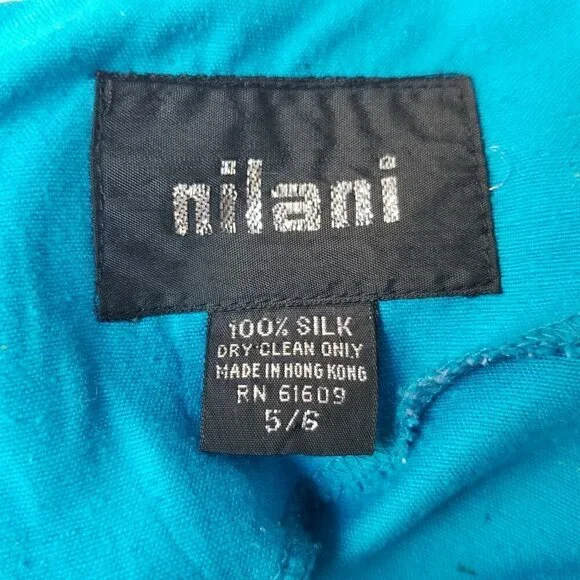 nilani
100% SILK
DRY CLEAN ONLY
MADE IN HONG KONG
RN 61609
5/6